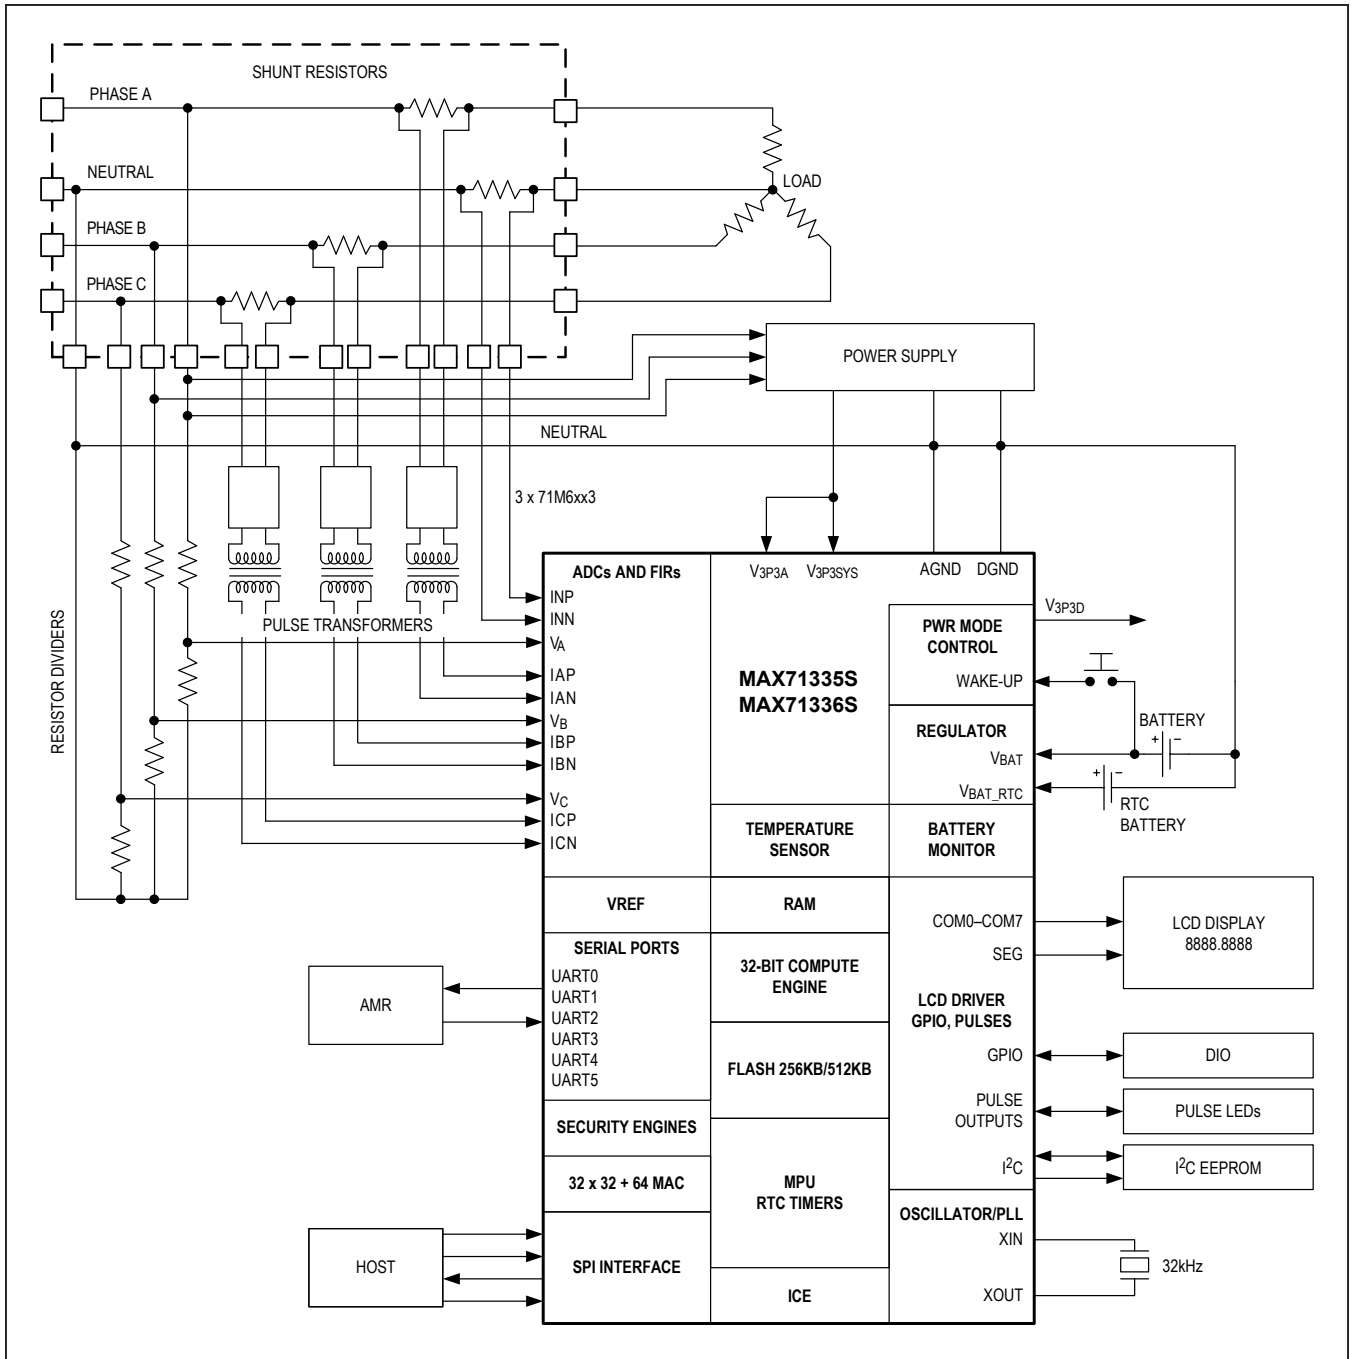 SHUNT RESISTORS
PHASE A
NEUTRAL
LOAD
PHASE B
PHASE C
POWER SUPPLY
NEUTRAL
3 x 71M6xx3
PULSE TRANSFORMERS
RESISTOR DIVIDERS
ADCs AND FIRs
INP
INN
VA
IAP
IAN
VB
IBP
IBN
VC
ICP
ICN
V3P3A
V3P3SYS
AGND
DGND
MAX71335S
MAX71336S
PWR MODE
CONTROL
V3P3D
WAKE-UP
REGULATOR
VBAT
VBAT_RTC
BATTERY
+ −
+ −
RTC
BATTERY
TEMPERATURE
SENSOR
BATTERY
MONITOR
VREF
RAM
SERIAL PORTS
UART0
UART1
UART2
UART3
UART4
UART5
AMR
32-BIT COMPUTE
ENGINE
COM0–COM7
SEG
LCD DISPLAY
8888.8888
LCD DRIVER
GPIO, PULSES
GPIO
DIO
FLASH 256KB/512KB
PULSE
OUTPUTS
PULSE LEDs
I2C
I2C EEPROM
SECURITY ENGINES
32 x 32 + 64 MAC
MPU
RTC TIMERS
OSCILLATOR/PLL
XIN
32kHz
XOUT
HOST
SPI INTERFACE
ICE